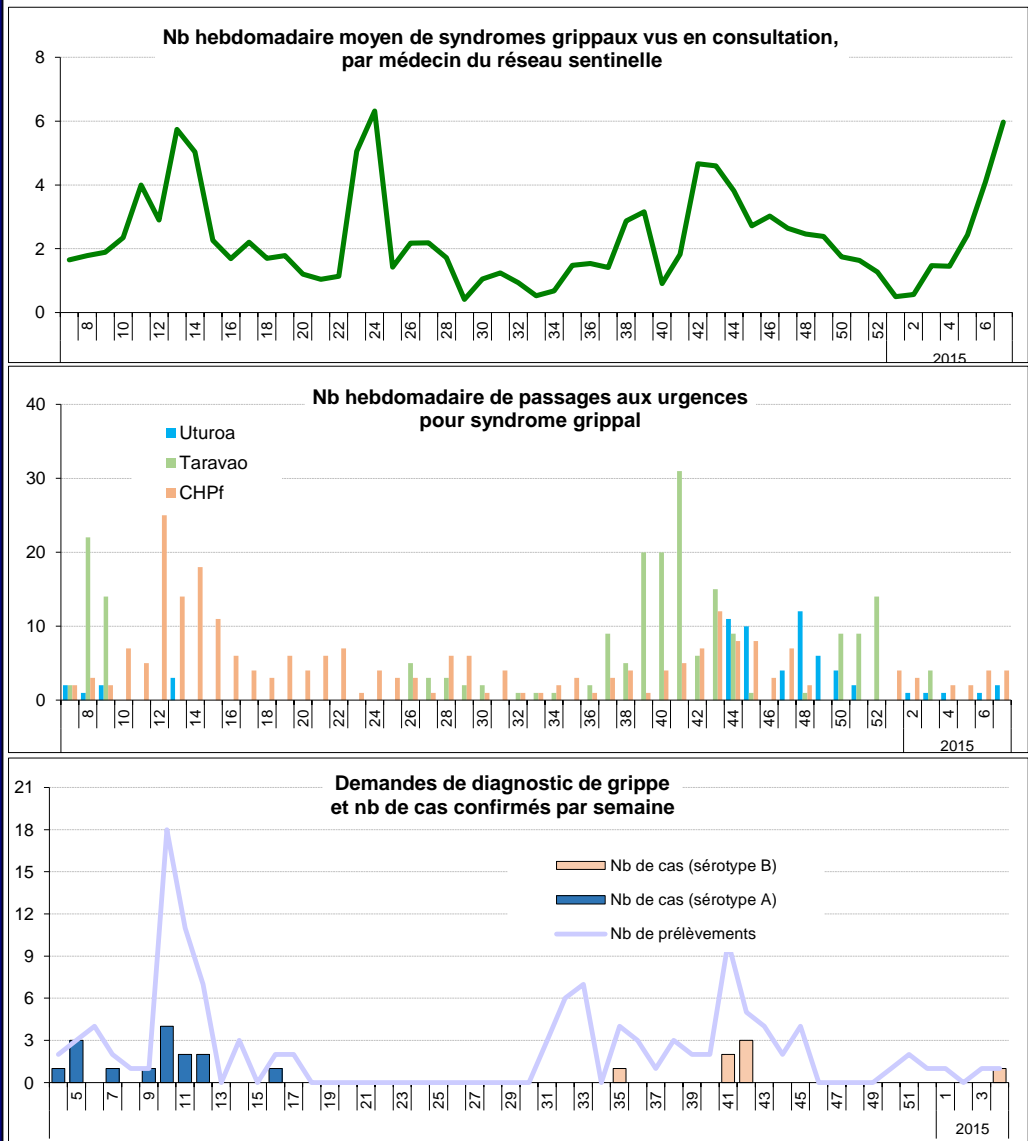 Nb hebdomadaire moyen de syndromes grippaux vus en consultation,
par médecin du réseau sentinelle
8
6
4
2
0
8 10 12 14 16 18 20 22 24 26 28 30 32 34 36 38 40 42 44 46 48 50 52 2 4 6
2015
Nb hebdomadaire de passages aux urgences
pour syndrome grippal
40
30
20
10
0
Uturoa
Taravao
CHPf
8 10 12 14 16 18 20 22 24 26 28 30 32 34 36 38 40 42 44 46 48 50 52 2 4 6
2015
Demandes de diagnostic de grippe
et nb de cas confirmés par semaine
21
18
15
12
9
6
3
0
Nb de cas (sérotype B)
Nb de cas (sérotype A)
Nb de prélèvements
5 7 9 11 13 15 17 19 21 23 25 27 29 31 33 35 37 39 41 43 45 47 49 51 1 3
2015